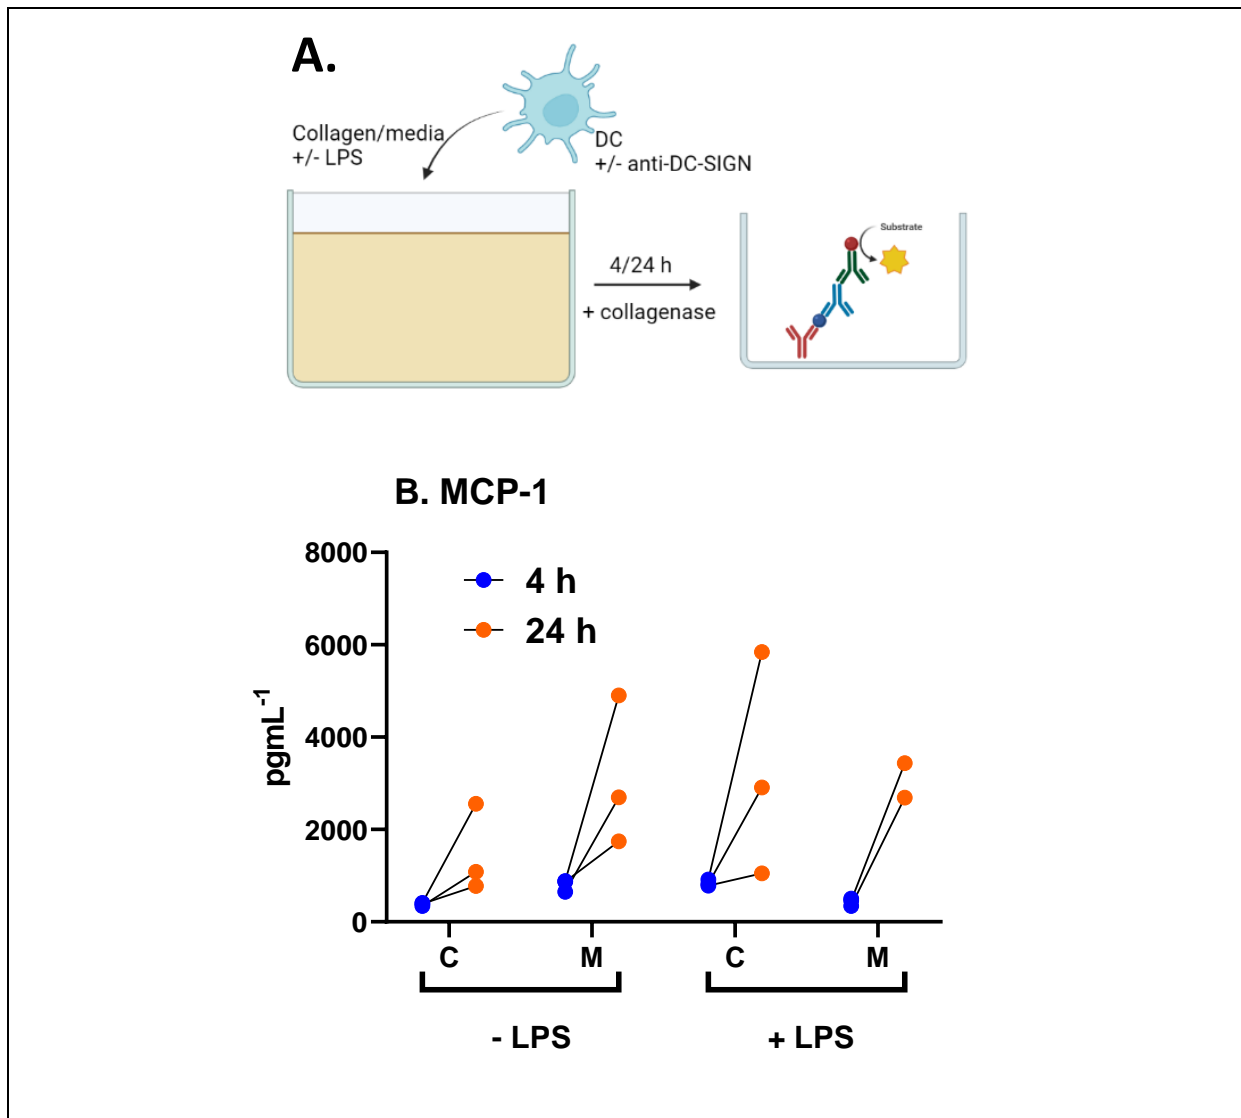 A.
Collagen/media
+/- LPS
DC
+/- anti-DC-SIGN
4/24 h
+ collagenase
Substrate
B. MCP-1
8000
6000
4000
2000
0
pgmL-1
4 h
24 h
C M C M
- LPS + LPS